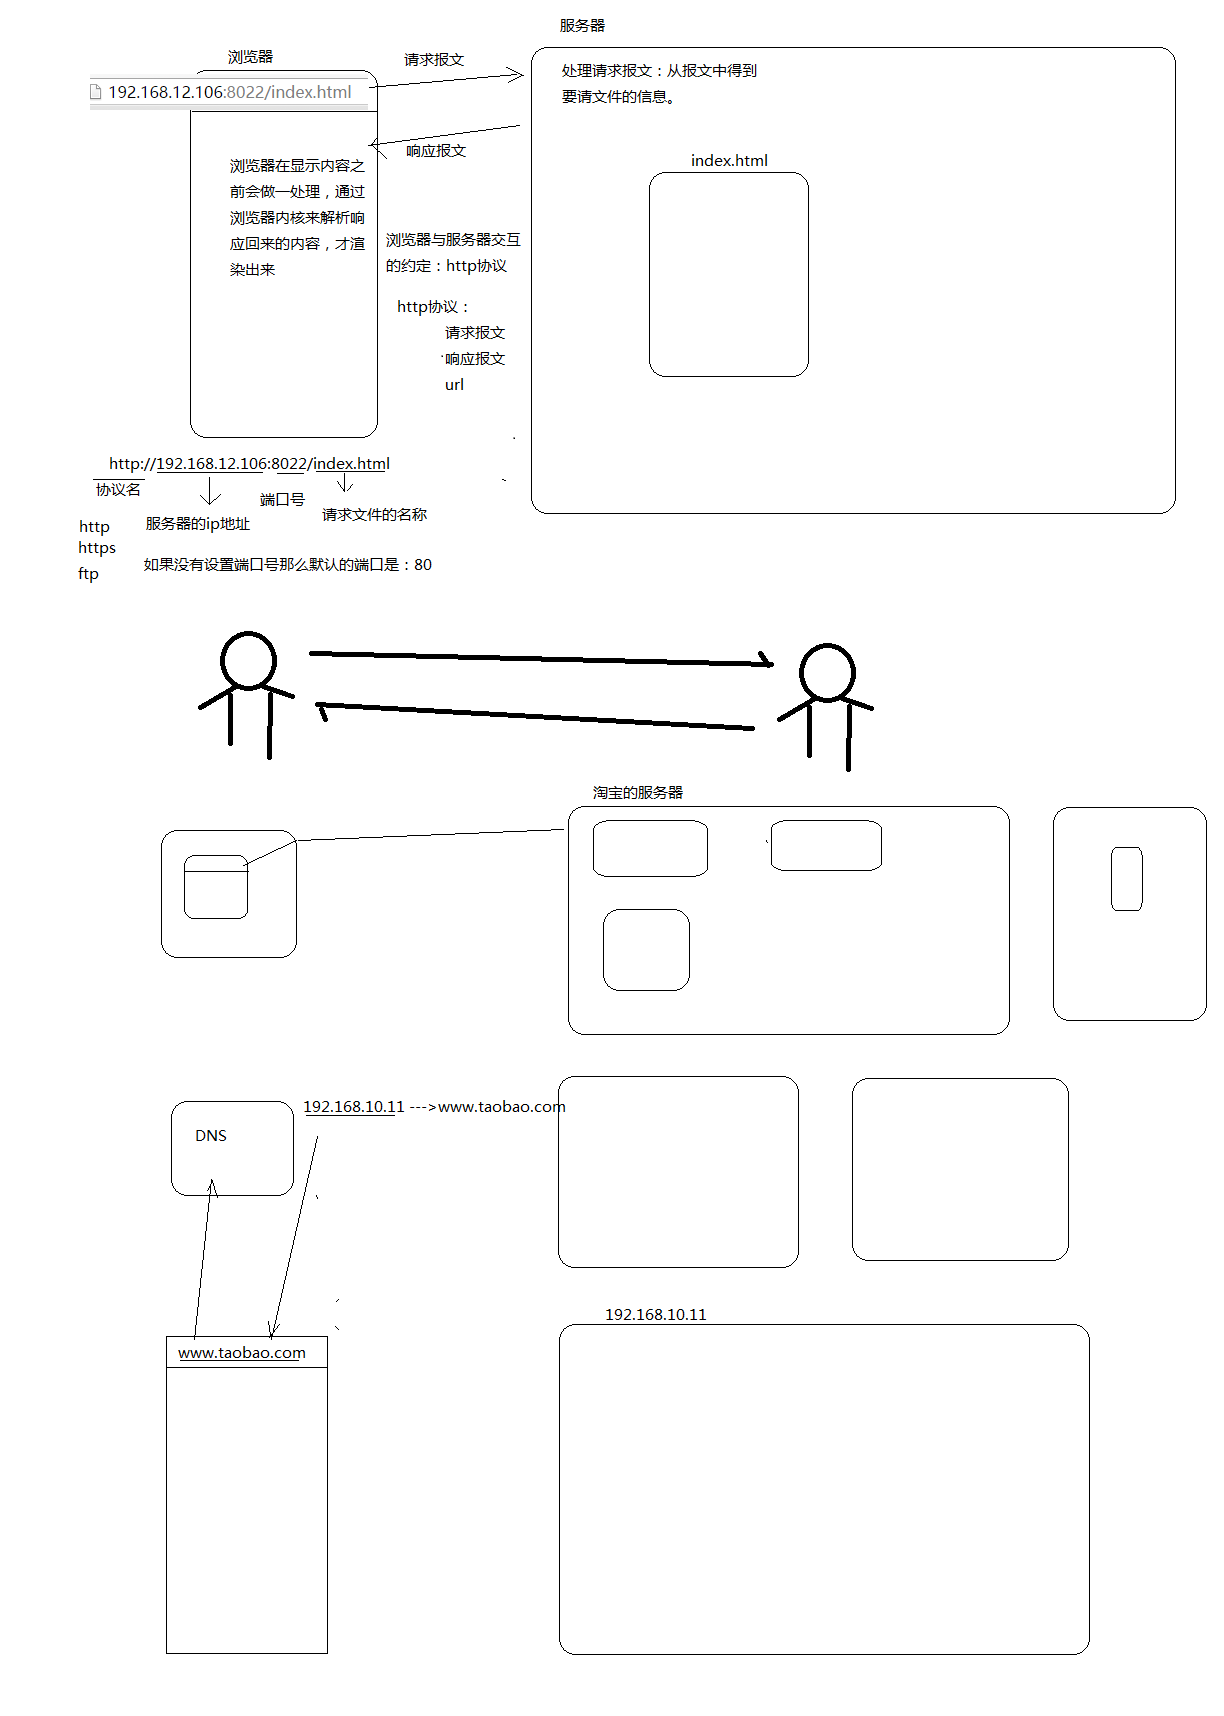 服务器
浏览器
请求报文
处理请求报文：从报文中得到
要请文件的信息。
192.168.12.106:8022/index.html
响应报文
index.html
浏览器在显示内容之
前会做一处理，通过
浏览器内核来解析响
应回来的内容，才渲
染出来
浏览器与服务器交互
的约定：http协议
http协议：
请求报文
响应报文
url
http://192.168.12.106:8022/index.html
协议名
端口号
请求文件的名称
服务器的ip地址
http
https
ftp
如果没有设置端口号那么默认的端口是：80
淘宝的服务器
192.168.10.11 --->www.taobao.com
DNS
192.168.10.11
www.taobao.com